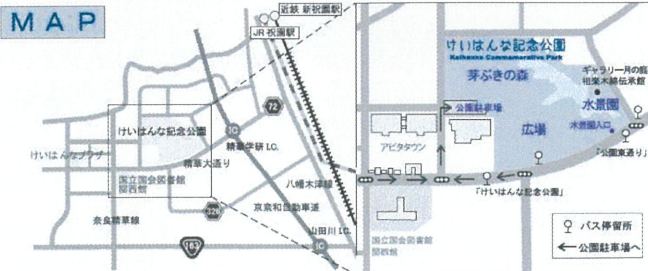 MAP
近鉄 新祝園駅
JR 祝園駅
72
けいはんな記念公園
IC
精華学研I.C.
けいはんなプラザ
精華大通り
国立国会図書館
関西館
八幡木津線
京奈和自動車道
奈良精華線
326
山田川I.C.
163
IC
けいはんな記念公園
Keihanna Commemorative Park
芽ぶきの森
ギャラリー月の庭
相楽木綿伝承館
公園駐車場
水景園
広場
水景園入口
アピタタウン
「公園東通り」
「けいはんな記念公園」
国立国会図書館
関西館
バス停留所
公園駐車場へ